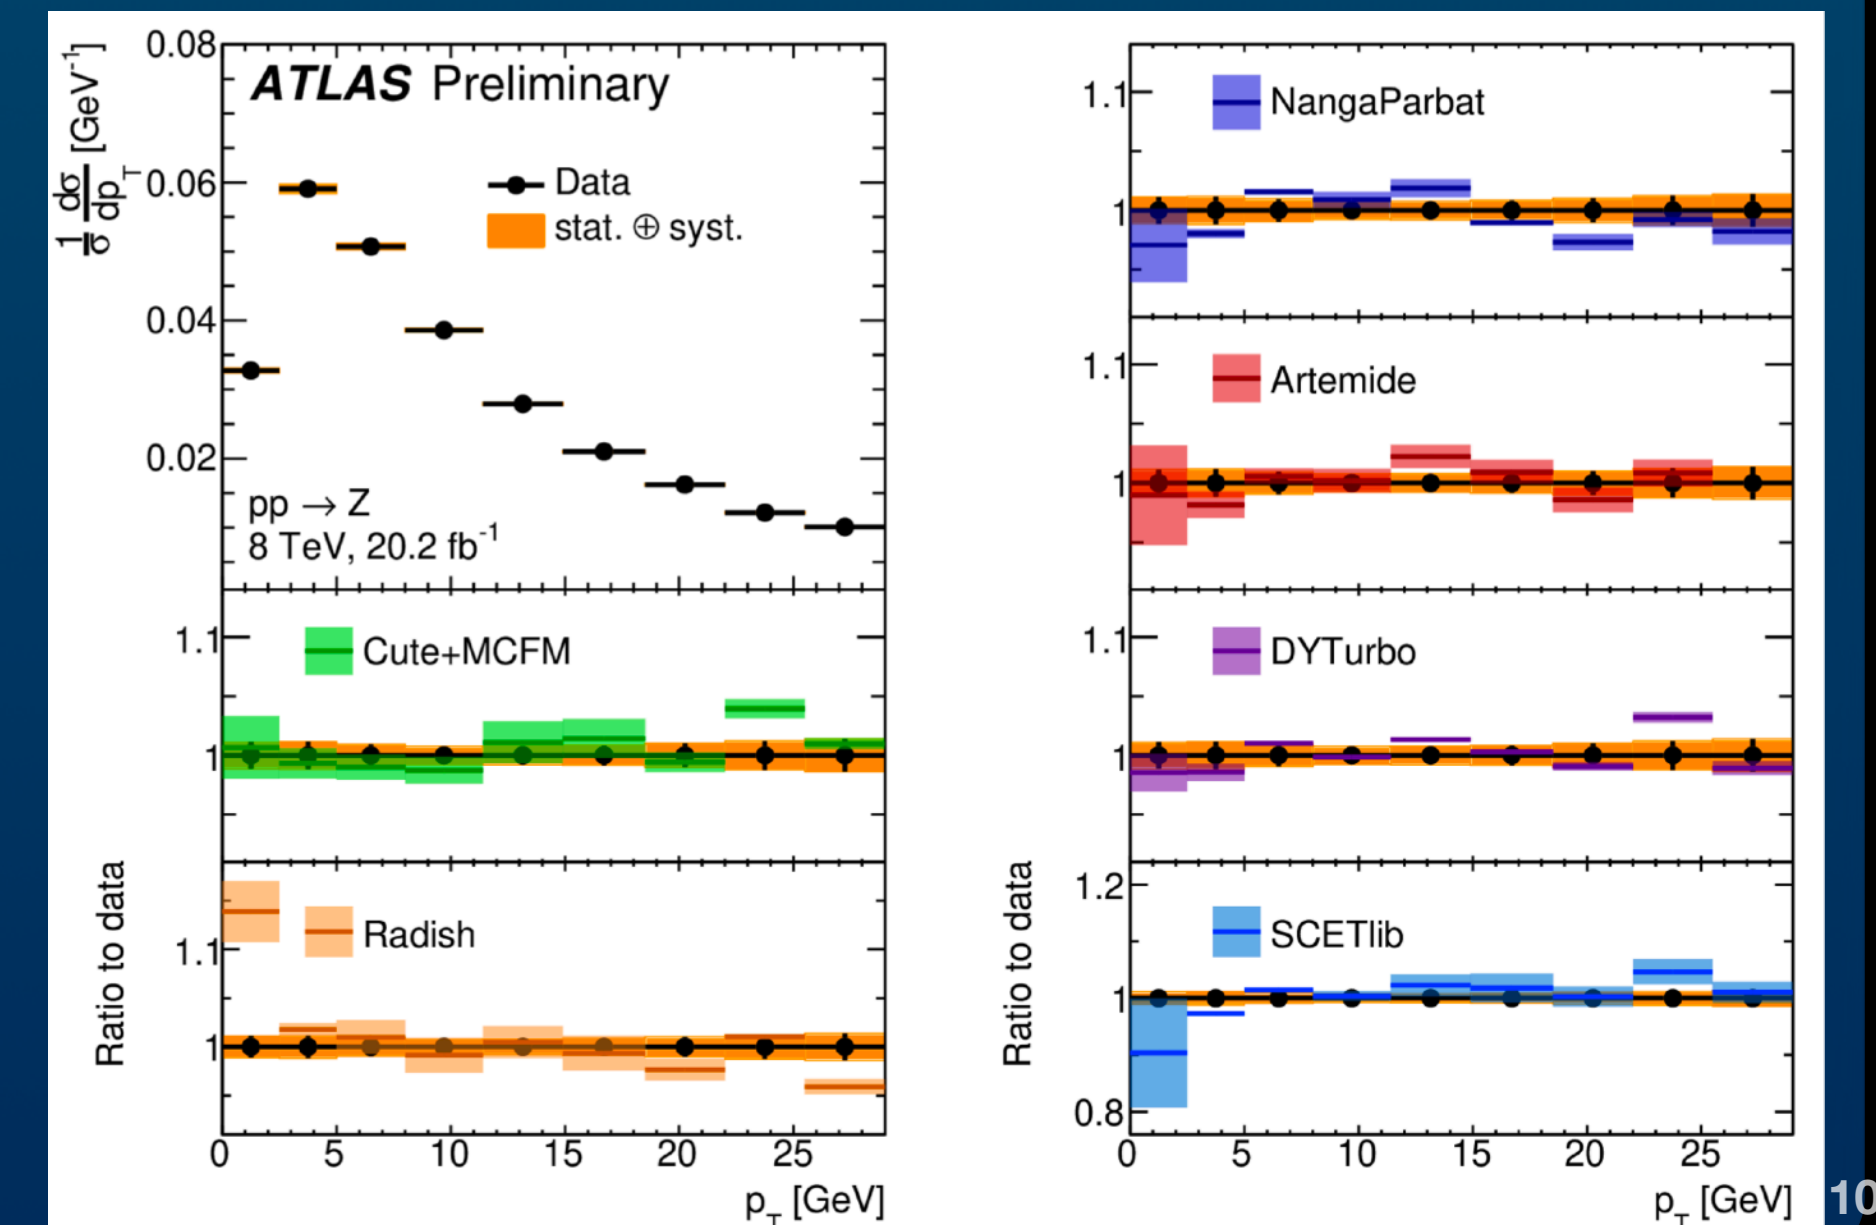 0.08
0.06
0.04
0.02
1/σ dσ/dp_T [GeV⁻¹]
ATLAS Preliminary
Data
stat. ⊕ syst.
pp → Z
8 TeV, 20.2 fb⁻¹
1.1
1
Cute+MCFM
1.1
1
Radish
Ratio to data
0 5 10 15 20 25
p_T [GeV]
1.1
1
NangaParbat
1.1
1
Artemide
1.1
1
DYTurbo
1.2
1
0.8
SCETlib
Ratio to data
0 5 10 15 20 25
p_T [GeV]
10